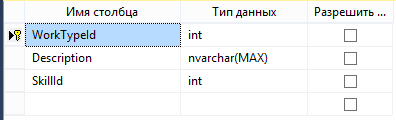 Имя столбца Тип данных Разрешить ...
WorkTypeId int
Description nvarchar(MAX)
SkillId int